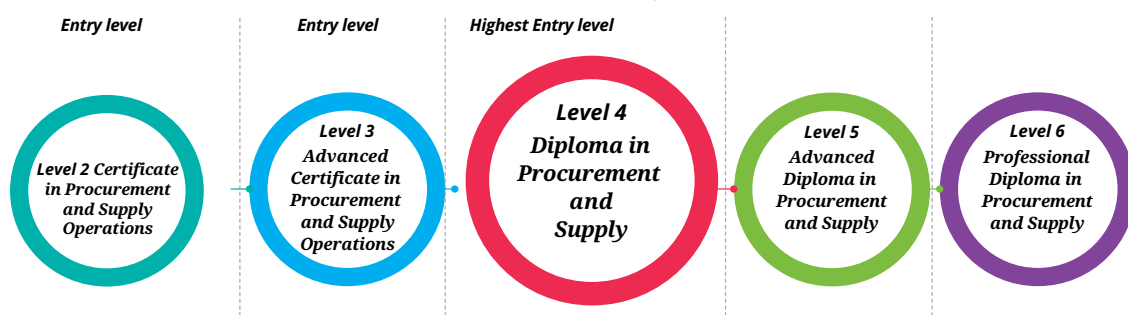 Entry level
Entry level
Highest Entry level
Level 2 Certificate
in Procurement
and Supply
Operations
Level 3
Advanced
Certificate in
Procurement
and Supply
Operations
Level 4
Diploma in
Procurement
and
Supply
Level 5
Advanced
Diploma in
Procurement
and Supply
Level 6
Professional
Diploma in
Procurement
and Supply